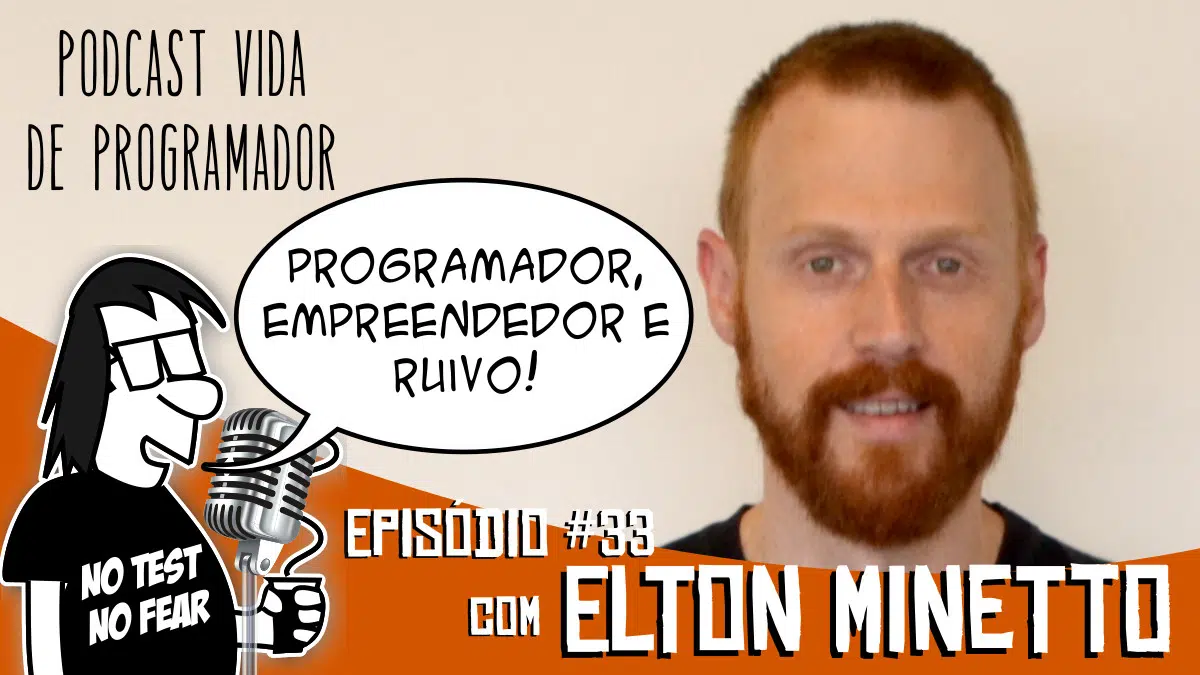 PODCAST VIDA
DE PROGRAMADOR
PROGRAMADOR,
EMPREENDEDOR E
RUIVO!
NO TEST
NO FEAR
EPISÓDIO #33
COM ELTON MINETTO